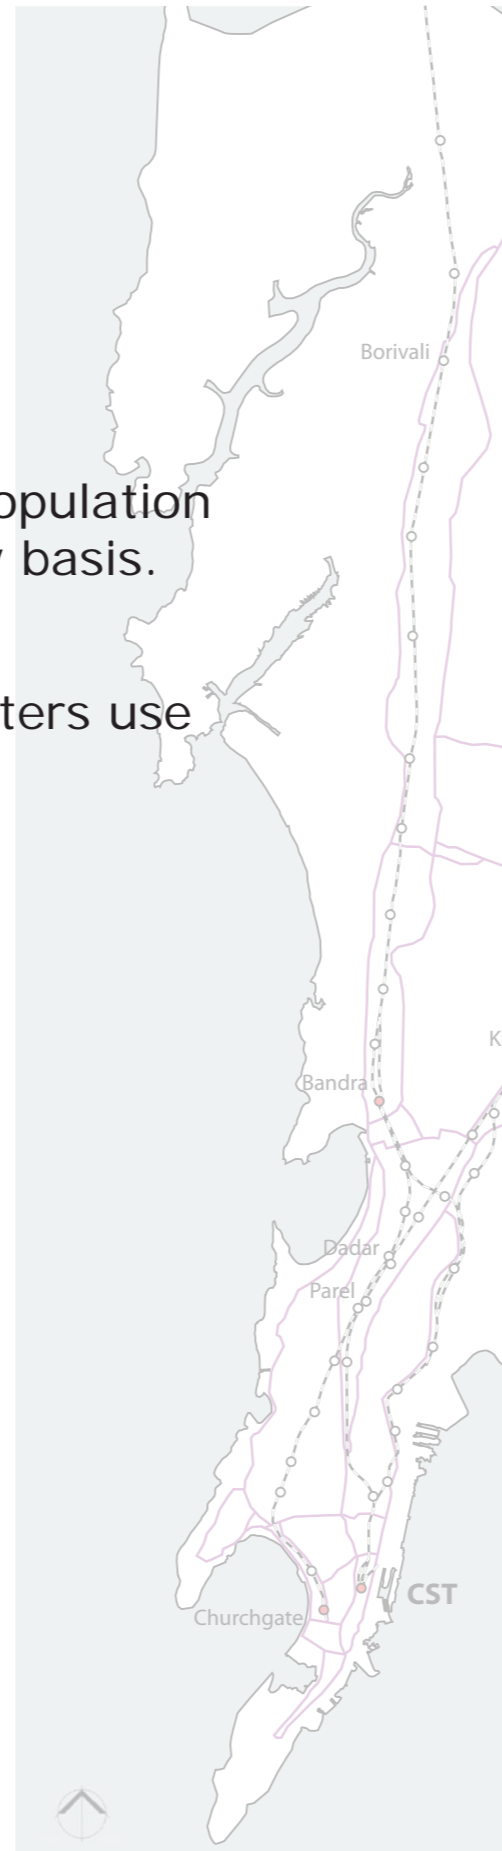 Borivali
opulation
basis.
ters use
K
Bandra
Dadar
Parel
CST
Churchgate